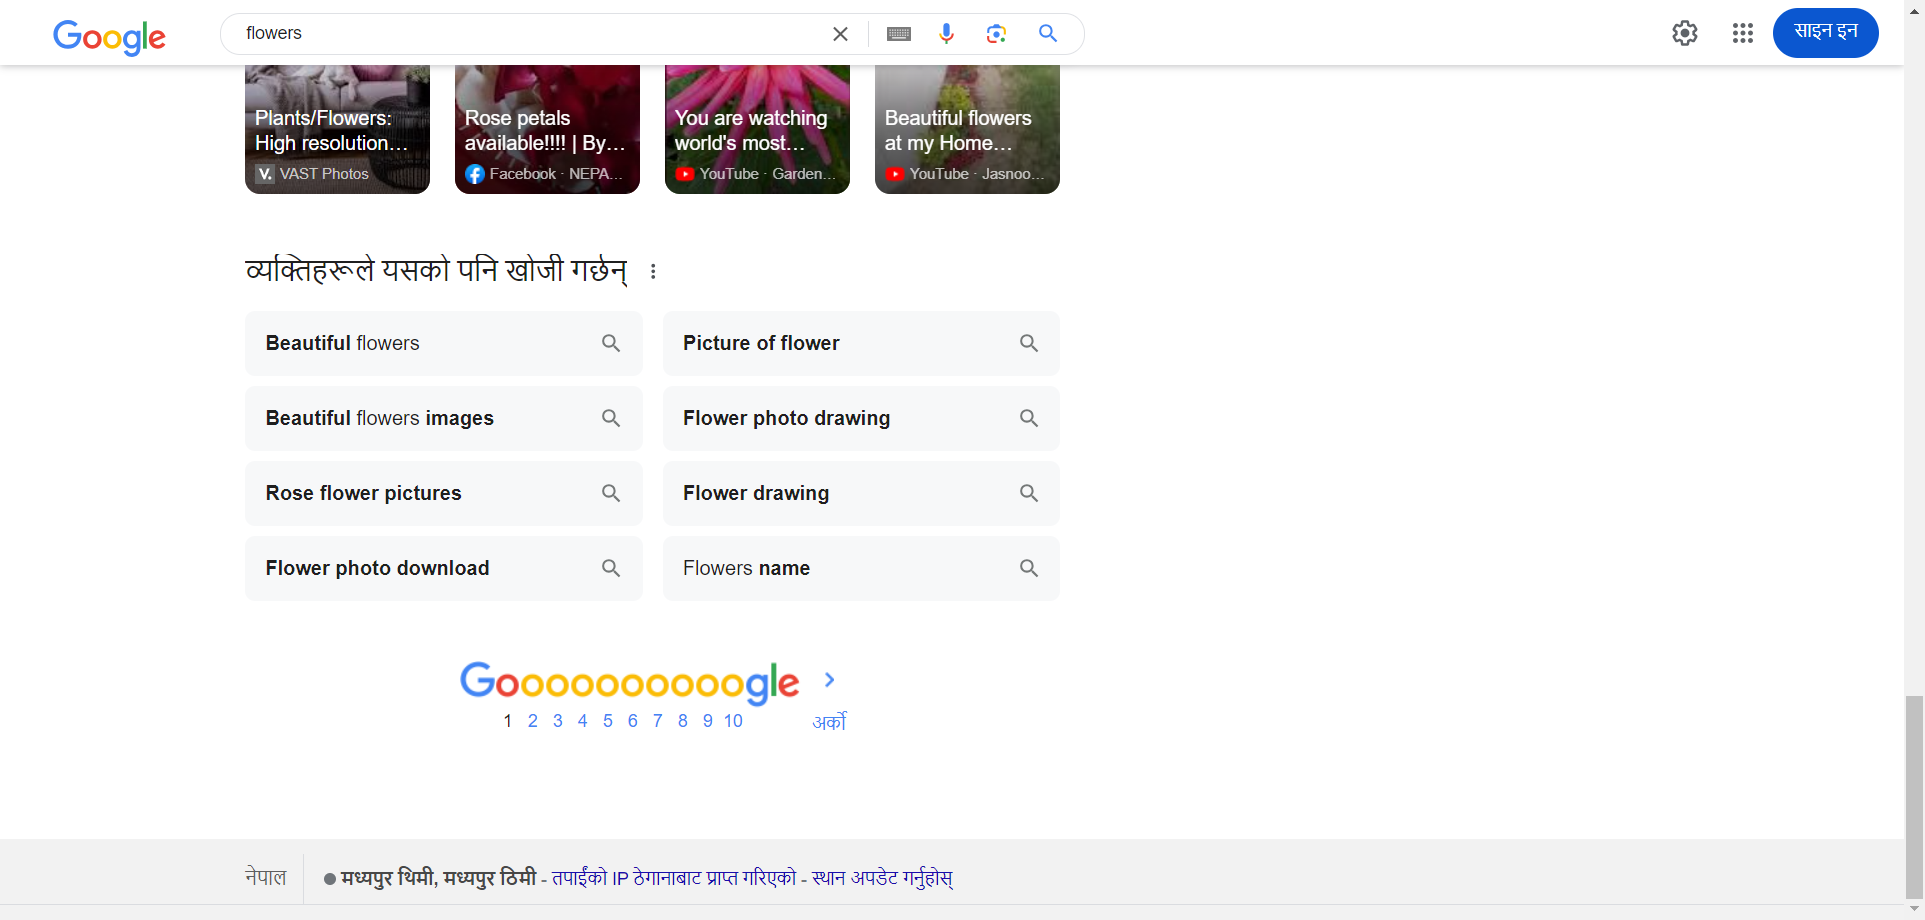 Google
flowers
साइन इन
Plants/Flowers:
High resolution...
V. VAST Photos
Rose petals
available!!!! | By...
Facebook · NEPA...
You are watching
world's most...
YouTube · Garden...
Beautiful flowers
at my Home...
YouTube · Jasnoo...
व्यक्तिहरूले यसको पनि खोजी गर्छन्
Beautiful flowers
Picture of flower
Beautiful flowers images
Flower photo drawing
Rose flower pictures
Flower drawing
Flower photo download
Flowers name
Goooooooooogle
1 2 3 4 5 6 7 8 9 10 अर्को
नेपाल
मध्यपुर थिमी, मध्यपुर ठिमी - तपाईंको IP ठेगानाबाट प्राप्त गरिएको - स्थान अपडेट गर्नुहोस्